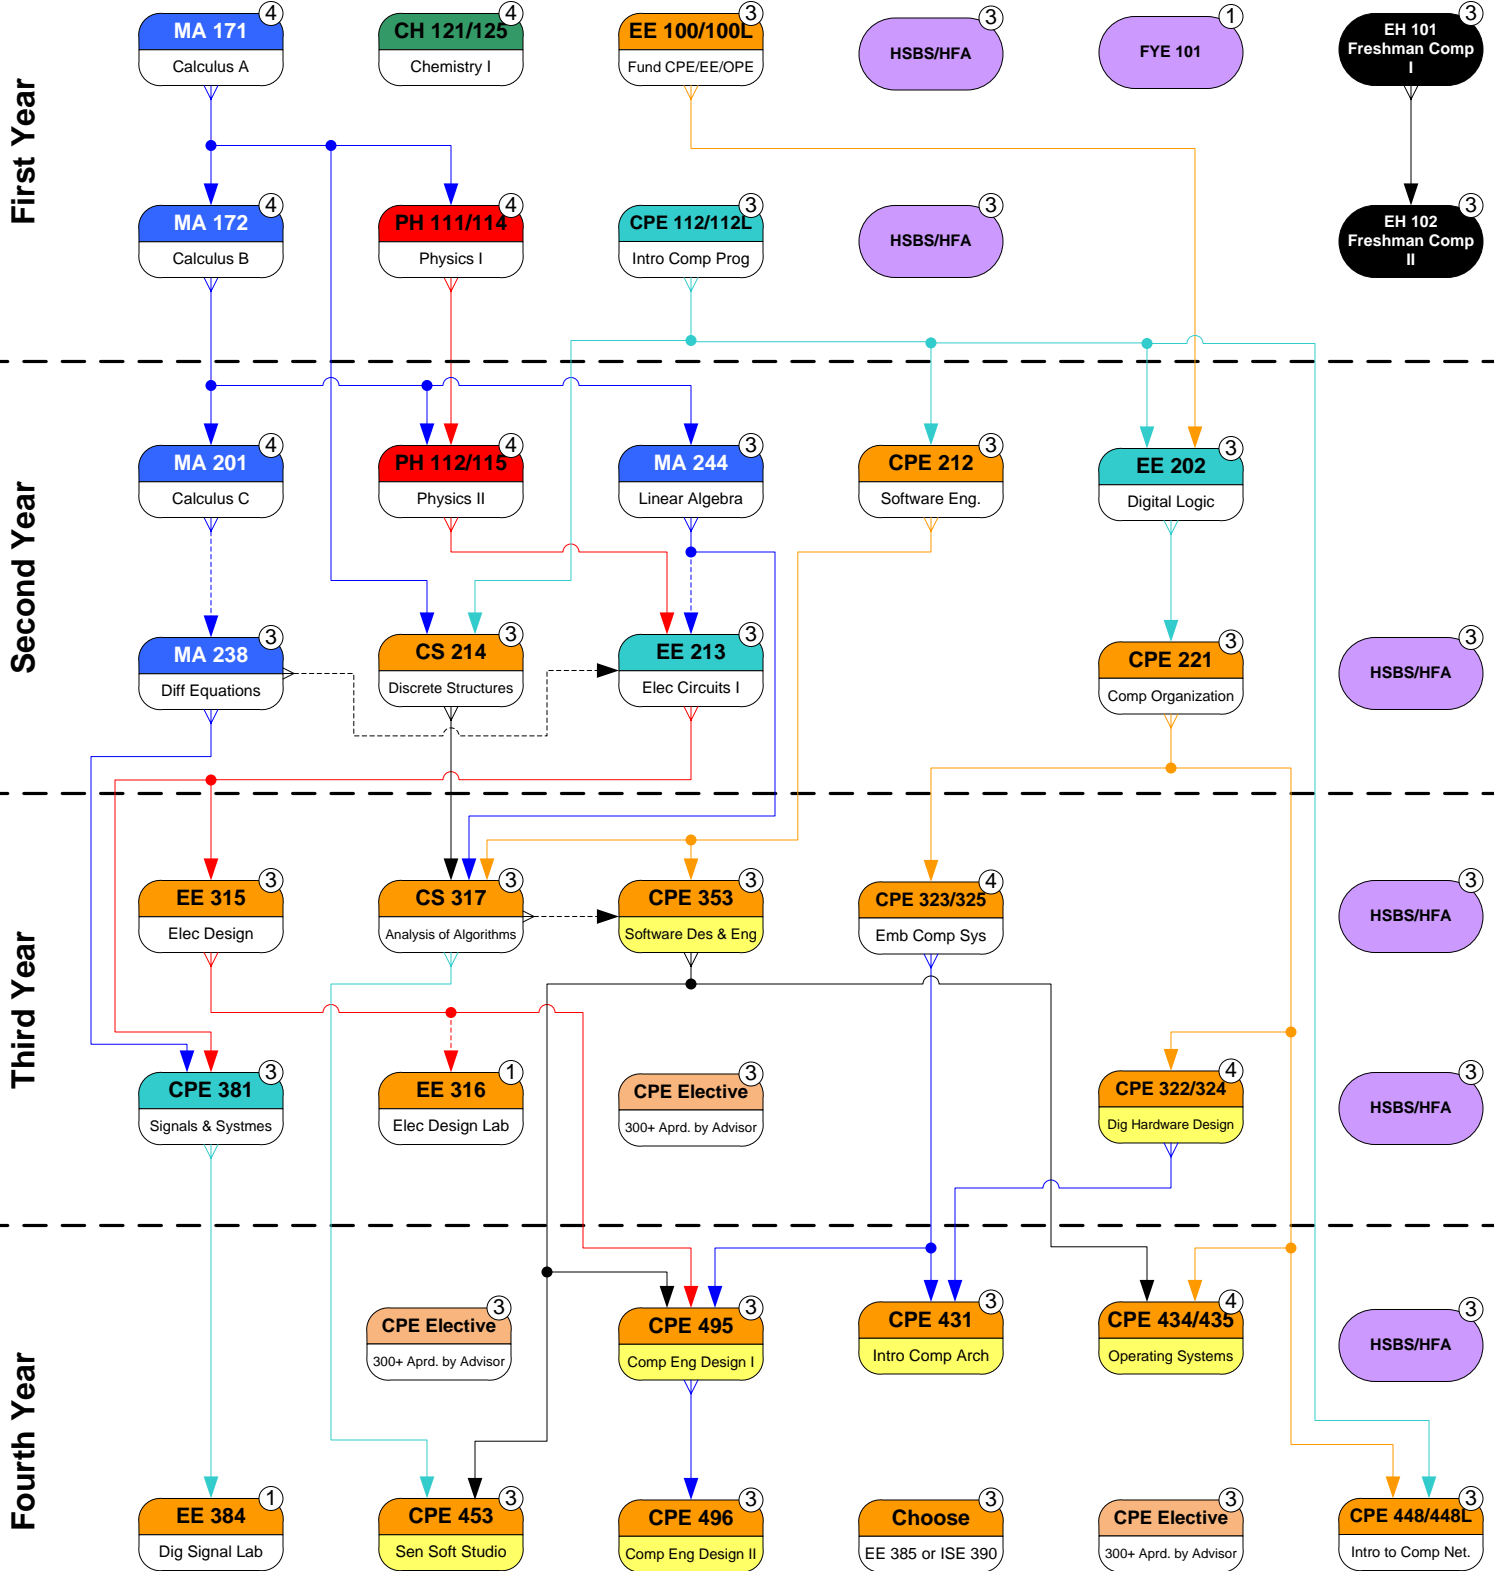 First Year
4
MA 171
Calculus A
4
CH 121/125
Chemistry I
3
EE 100/100L
Fund CPE/EE/OPE
3
HSBS/HFA
1
FYE 101
3
EH 101
Freshman Comp
I
4
MA 172
Calculus B
4
PH 111/114
Physics I
3
CPE 112/112L
Intro Comp Prog
3
HSBS/HFA
3
EH 102
Freshman Comp
II
Second Year
4
MA 201
Calculus C
4
PH 112/115
Physics II
3
MA 244
Linear Algebra
3
CPE 212
Software Eng.
3
EE 202
Digital Logic
3
MA 238
Diff Equations
3
CS 214
Discrete Structures
3
EE 213
Elec Circuits I
3
CPE 221
Comp Organization
3
HSBS/HFA
Third Year
3
EE 315
Elec Design
3
CS 317
Analysis of Algorithms
3
CPE 353
Software Des & Eng
4
CPE 323/325
Emb Comp Sys
3
HSBS/HFA
3
CPE 381
Signals & Systmes
1
EE 316
Elec Design Lab
3
CPE Elective
300+ Aprd. by Advisor
4
CPE 322/324
Dig Hardware Design
3
HSBS/HFA
Fourth Year
3
CPE Elective
300+ Aprd. by Advisor
3
CPE 495
Comp Eng Design I
3
CPE 431
Intro Comp Arch
4
CPE 434/435
Operating Systems
3
HSBS/HFA
1
EE 384
Dig Signal Lab
3
CPE 453
Sen Soft Studio
3
CPE 496
Comp Eng Design II
3
Choose
EE 385 or ISE 390
3
CPE Elective
300+ Aprd. by Advisor
3
CPE 448/448L
Intro to Comp Net.